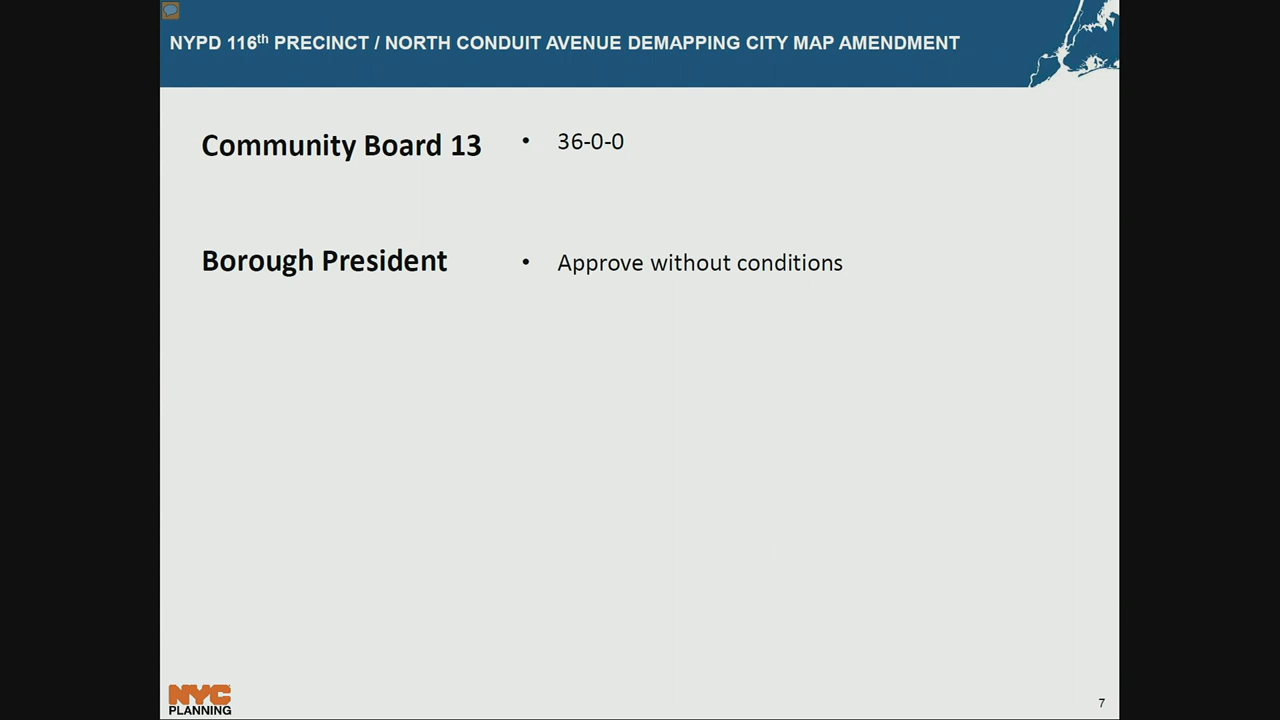 NYPD 116th PRECINCT / NORTH CONDUIT AVENUE DEMAPPING CITY MAP AMENDMENT
Community Board 13 • 36-0-0
Borough President • Approve without conditions
NYC
PLANNING
7